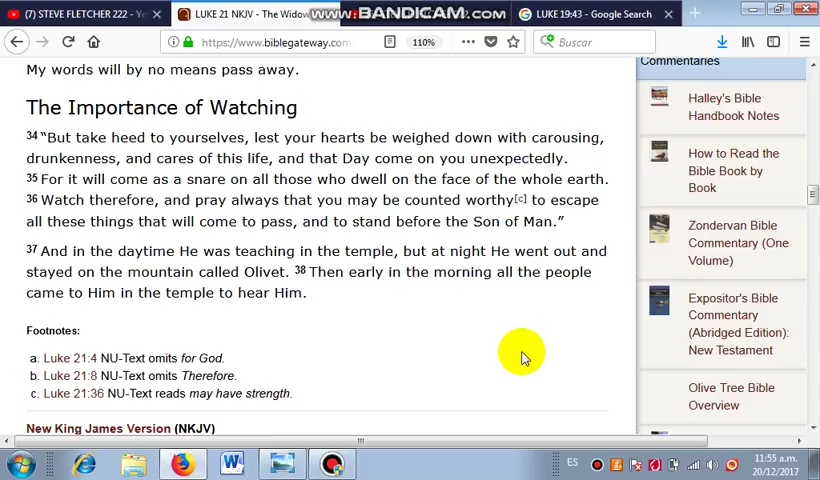 (7) STEVE FLETCHER 222 - Yo
LUKE 21 NKJV - The Widow
www.BANDICAM.com
LUKE 19:43 - Google Search
https://www.biblegateway.com
110%
Buscar
My words will by no means pass away.
Commentaries
The Importance of Watching
34 “But take heed to yourselves, lest your hearts be weighed down with carousing,
drunkenness, and cares of this life, and that Day come on you unexpectedly.
35 For it will come as a snare on all those who dwell on the face of the whole earth.
36 Watch therefore, and pray always that you may be counted worthy[c] to escape
all these things that will come to pass, and to stand before the Son of Man.”
37 And in the daytime He was teaching in the temple, but at night He went out and
stayed on the mountain called Olivet. 38 Then early in the morning all the people
came to Him in the temple to hear Him.
Footnotes:
a. Luke 21:4 NU-Text omits for God.
b. Luke 21:8 NU-Text omits Therefore.
c. Luke 21:36 NU-Text reads may have strength.
New King James Version (NKJV)
Halley's Bible
Handbook Notes
How to Read the
Bible Book by
Book
Zondervan Bible
Commentary (One
Volume)
Expositor's Bible
Commentary
(Abridged Edition):
New Testament
Olive Tree Bible
Overview
ES
11:55 a.m.
20/12/2017